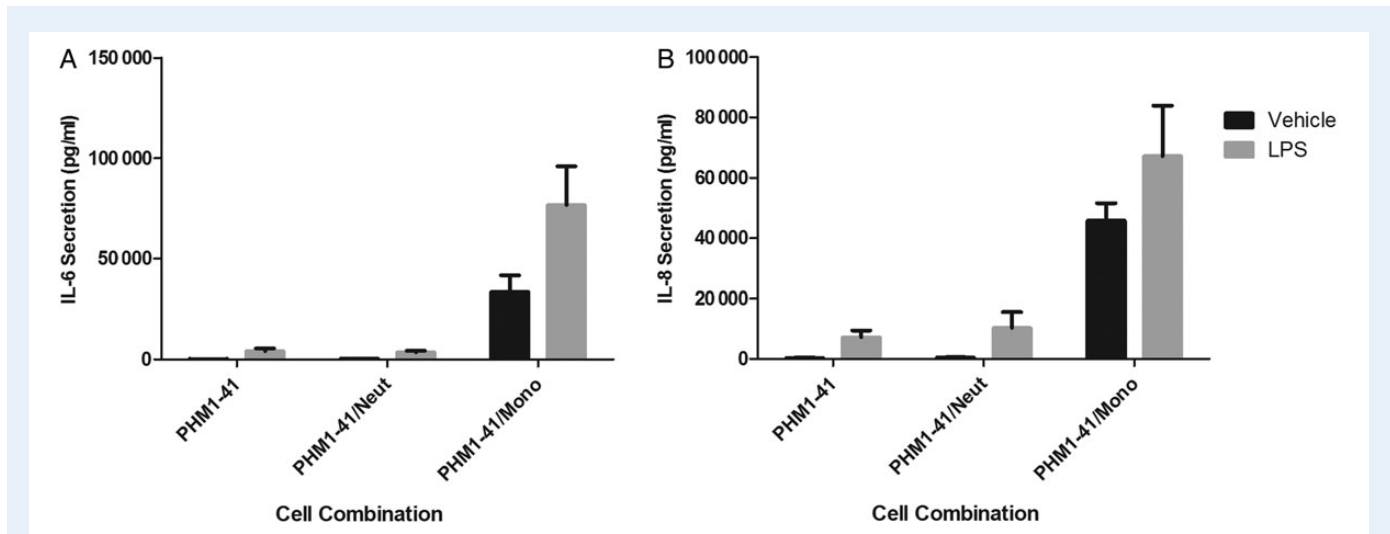 A
150 000
100 000
50 000
0
IL-6 Secretion (pg/ml)
PHM1-41
PHM1-41/Neut
PHM1-41/Mono
Cell Combination
B
100 000
80 000
60 000
40 000
20 000
0
IL-8 Secretion (pg/ml)
PHM1-41
PHM1-41/Neut
PHM1-41/Mono
Cell Combination
Vehicle
LPS